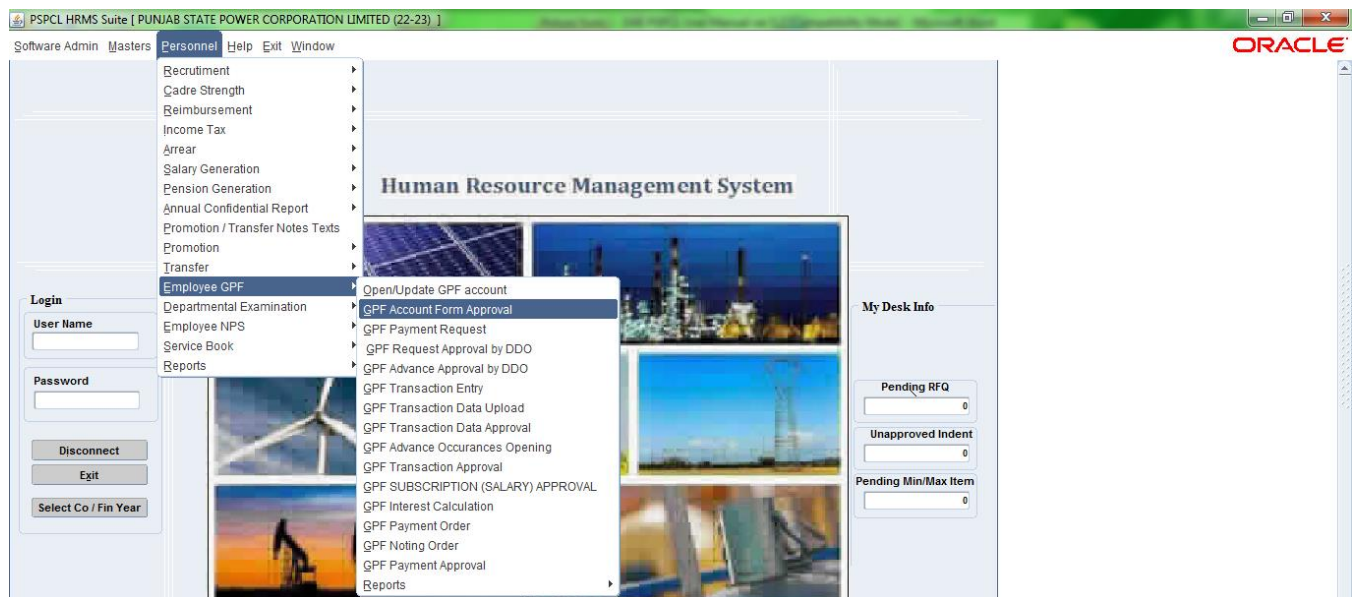 PSPCL HRMS Suite [ PUNJAB STATE POWER CORPORATION LIMITED (22-23) ]
Software Admin Masters Personnel Help Exit Window
ORACLE
Recrutiment
Cadre Strength
Reimbursement
Income Tax
Arrear
Salary Generation
Pension Generation
Annual Confidential Report
Promotion / Transfer Notes Texts
Promotion
Transfer
Employee GPF
Departmental Examination
Employee NPS
Service Book
Reports
Human Resource Management System
Open/Update GPF account
GPF Account Form Approval
GPF Payment Request
GPF Request Approval by DDO
GPF Advance Approval by DDO
GPF Transaction Entry
GPF Transaction Data Upload
GPF Transaction Data Approval
GPF Advance Occurances Opening
GPF Transaction Approval
GPF SUBSCRIPTION (SALARY) APPROVAL
GPF Interest Calculation
GPF Payment Order
GPF Noting Order
GPF Payment Approval
Reports
Login
User Name
Password
Disconnect
Exit
Select Co / Fin Year
My Desk Info
Pending RFQ
0
Unapproved Indent
0
Pending Min/Max Item
0